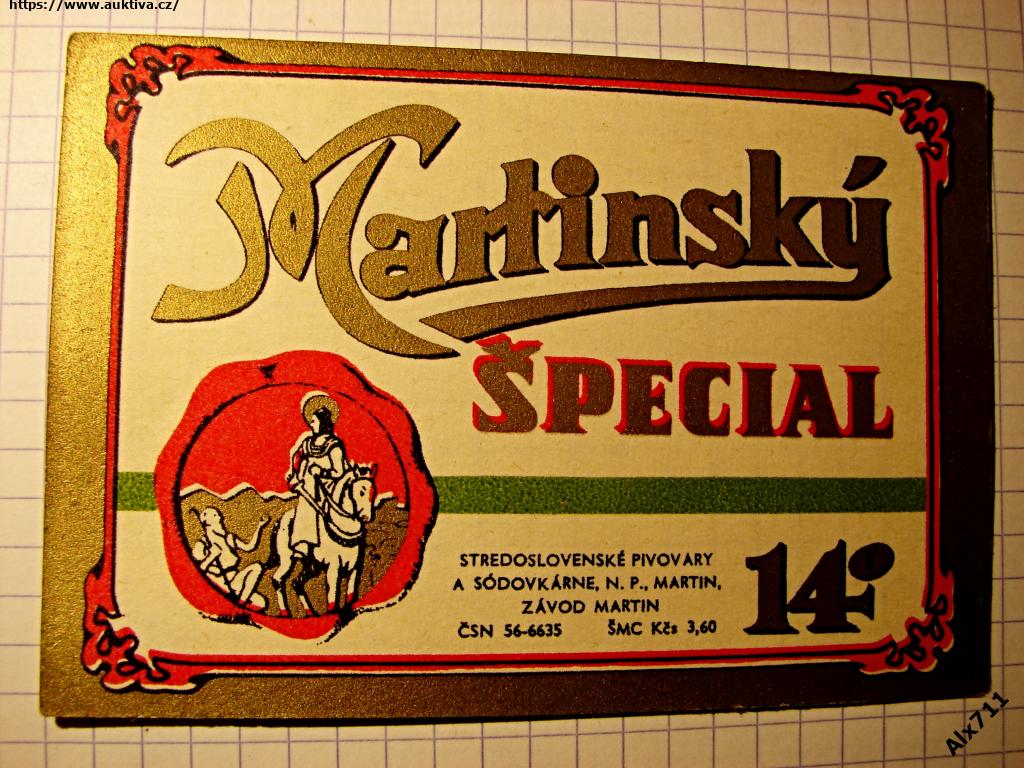 https://www.auktiva.cz/
Martinský
ŠPECIAL
STREDOSLOVENSKÉ PIVOVARY
A SÓDOVKÁRNE, N. P., MARTIN,
ZÁVOD MARTIN
ČSN 56-6635 ŠMC Kčs 3,60
14°
Alx711